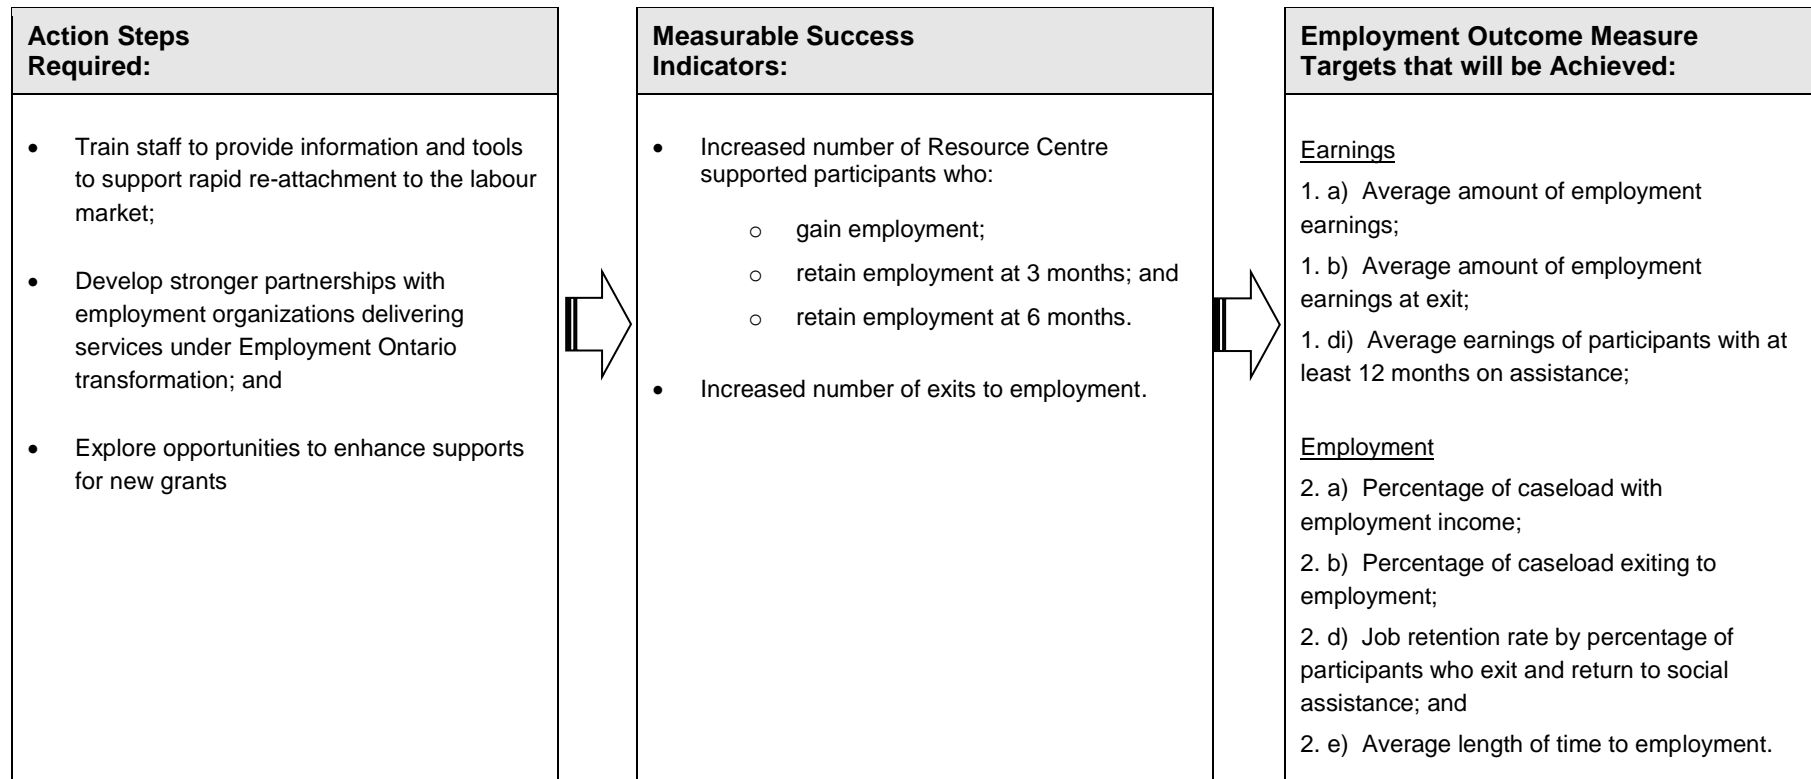 Action Steps
Required:
• Train staff to provide information and tools
to support rapid re-attachment to the labour
market;
• Develop stronger partnerships with
employment organizations delivering
services under Employment Ontario
transformation; and
• Explore opportunities to enhance supports
for new grants
Measurable Success
Indicators:
• Increased number of Resource Centre
supported participants who:
o gain employment;
o retain employment at 3 months; and
o retain employment at 6 months.
• Increased number of exits to employment.
Employment Outcome Measure
Targets that will be Achieved:
Earnings
1. a) Average amount of employment
earnings;
1. b) Average amount of employment
earnings at exit;
1. di) Average earnings of participants with at
least 12 months on assistance;
Employment
2. a) Percentage of caseload with
employment income;
2. b) Percentage of caseload exiting to
employment;
2. d) Job retention rate by percentage of
participants who exit and return to social
assistance; and
2. e) Average length of time to employment.